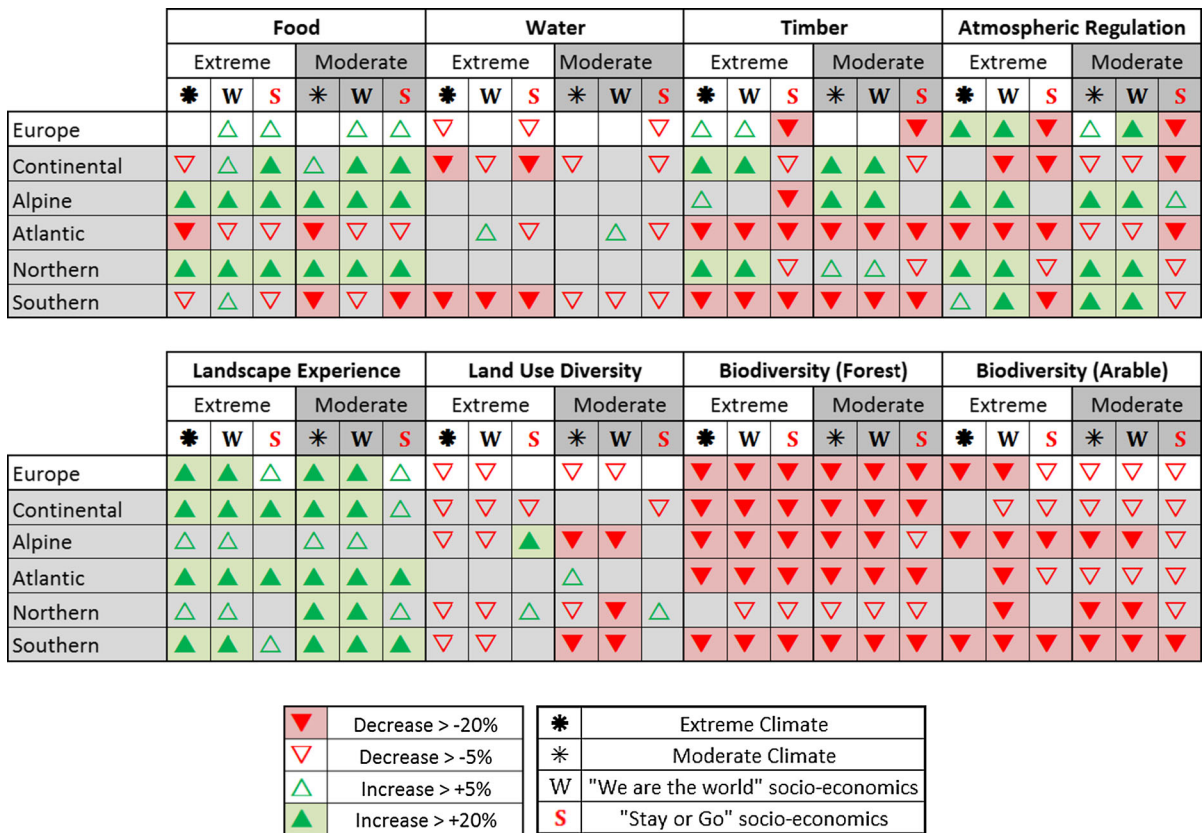 Food Water Timber Atmospheric Regulation
Extreme Moderate Extreme Moderate Extreme Moderate Extreme Moderate
W S W S W S W S W S W S W S W S
Europe
Continental
Alpine
Atlantic
Northern
Southern
Landscape Experience Land Use Diversity Biodiversity (Forest) Biodiversity (Arable)
Extreme Moderate Extreme Moderate Extreme Moderate Extreme Moderate
W S W S W S W S W S W S W S W S
Europe
Continental
Alpine
Atlantic
Northern
Southern
Decrease > -20% Extreme Climate
Decrease > -5% Moderate Climate
Increase > +5% W "We are the world" socio-economics
Increase > +20% S "Stay or Go" socio-economics